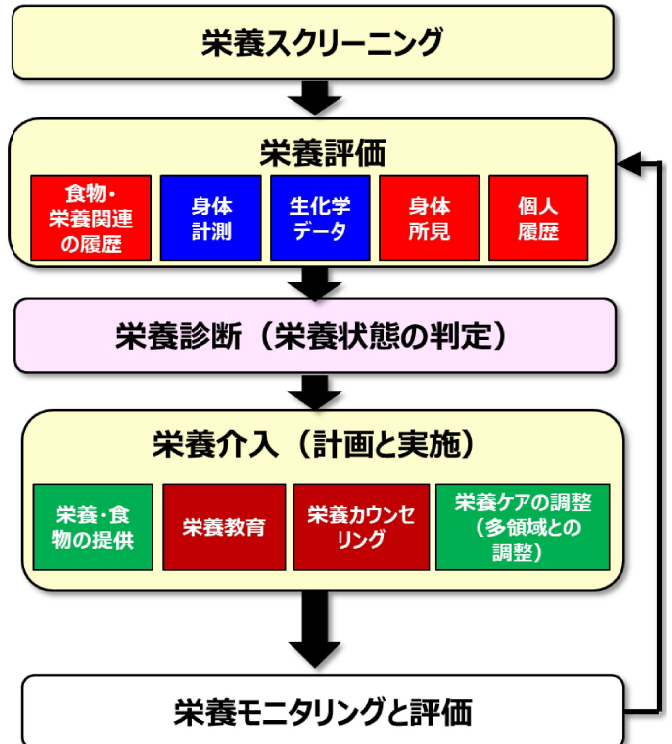 栄養スクリーニング
栄養評価
食物・
栄養関連
の履歴
身体
計測
生化学
データ
身体
所見
個人
履歴
栄養診断（栄養状態の判定）
栄養介入（計画と実施）
栄養・食
物の提供
栄養教育
栄養カウンセ
リング
栄養ケアの調整
（多領域との
調整）
栄養モニタリングと評価